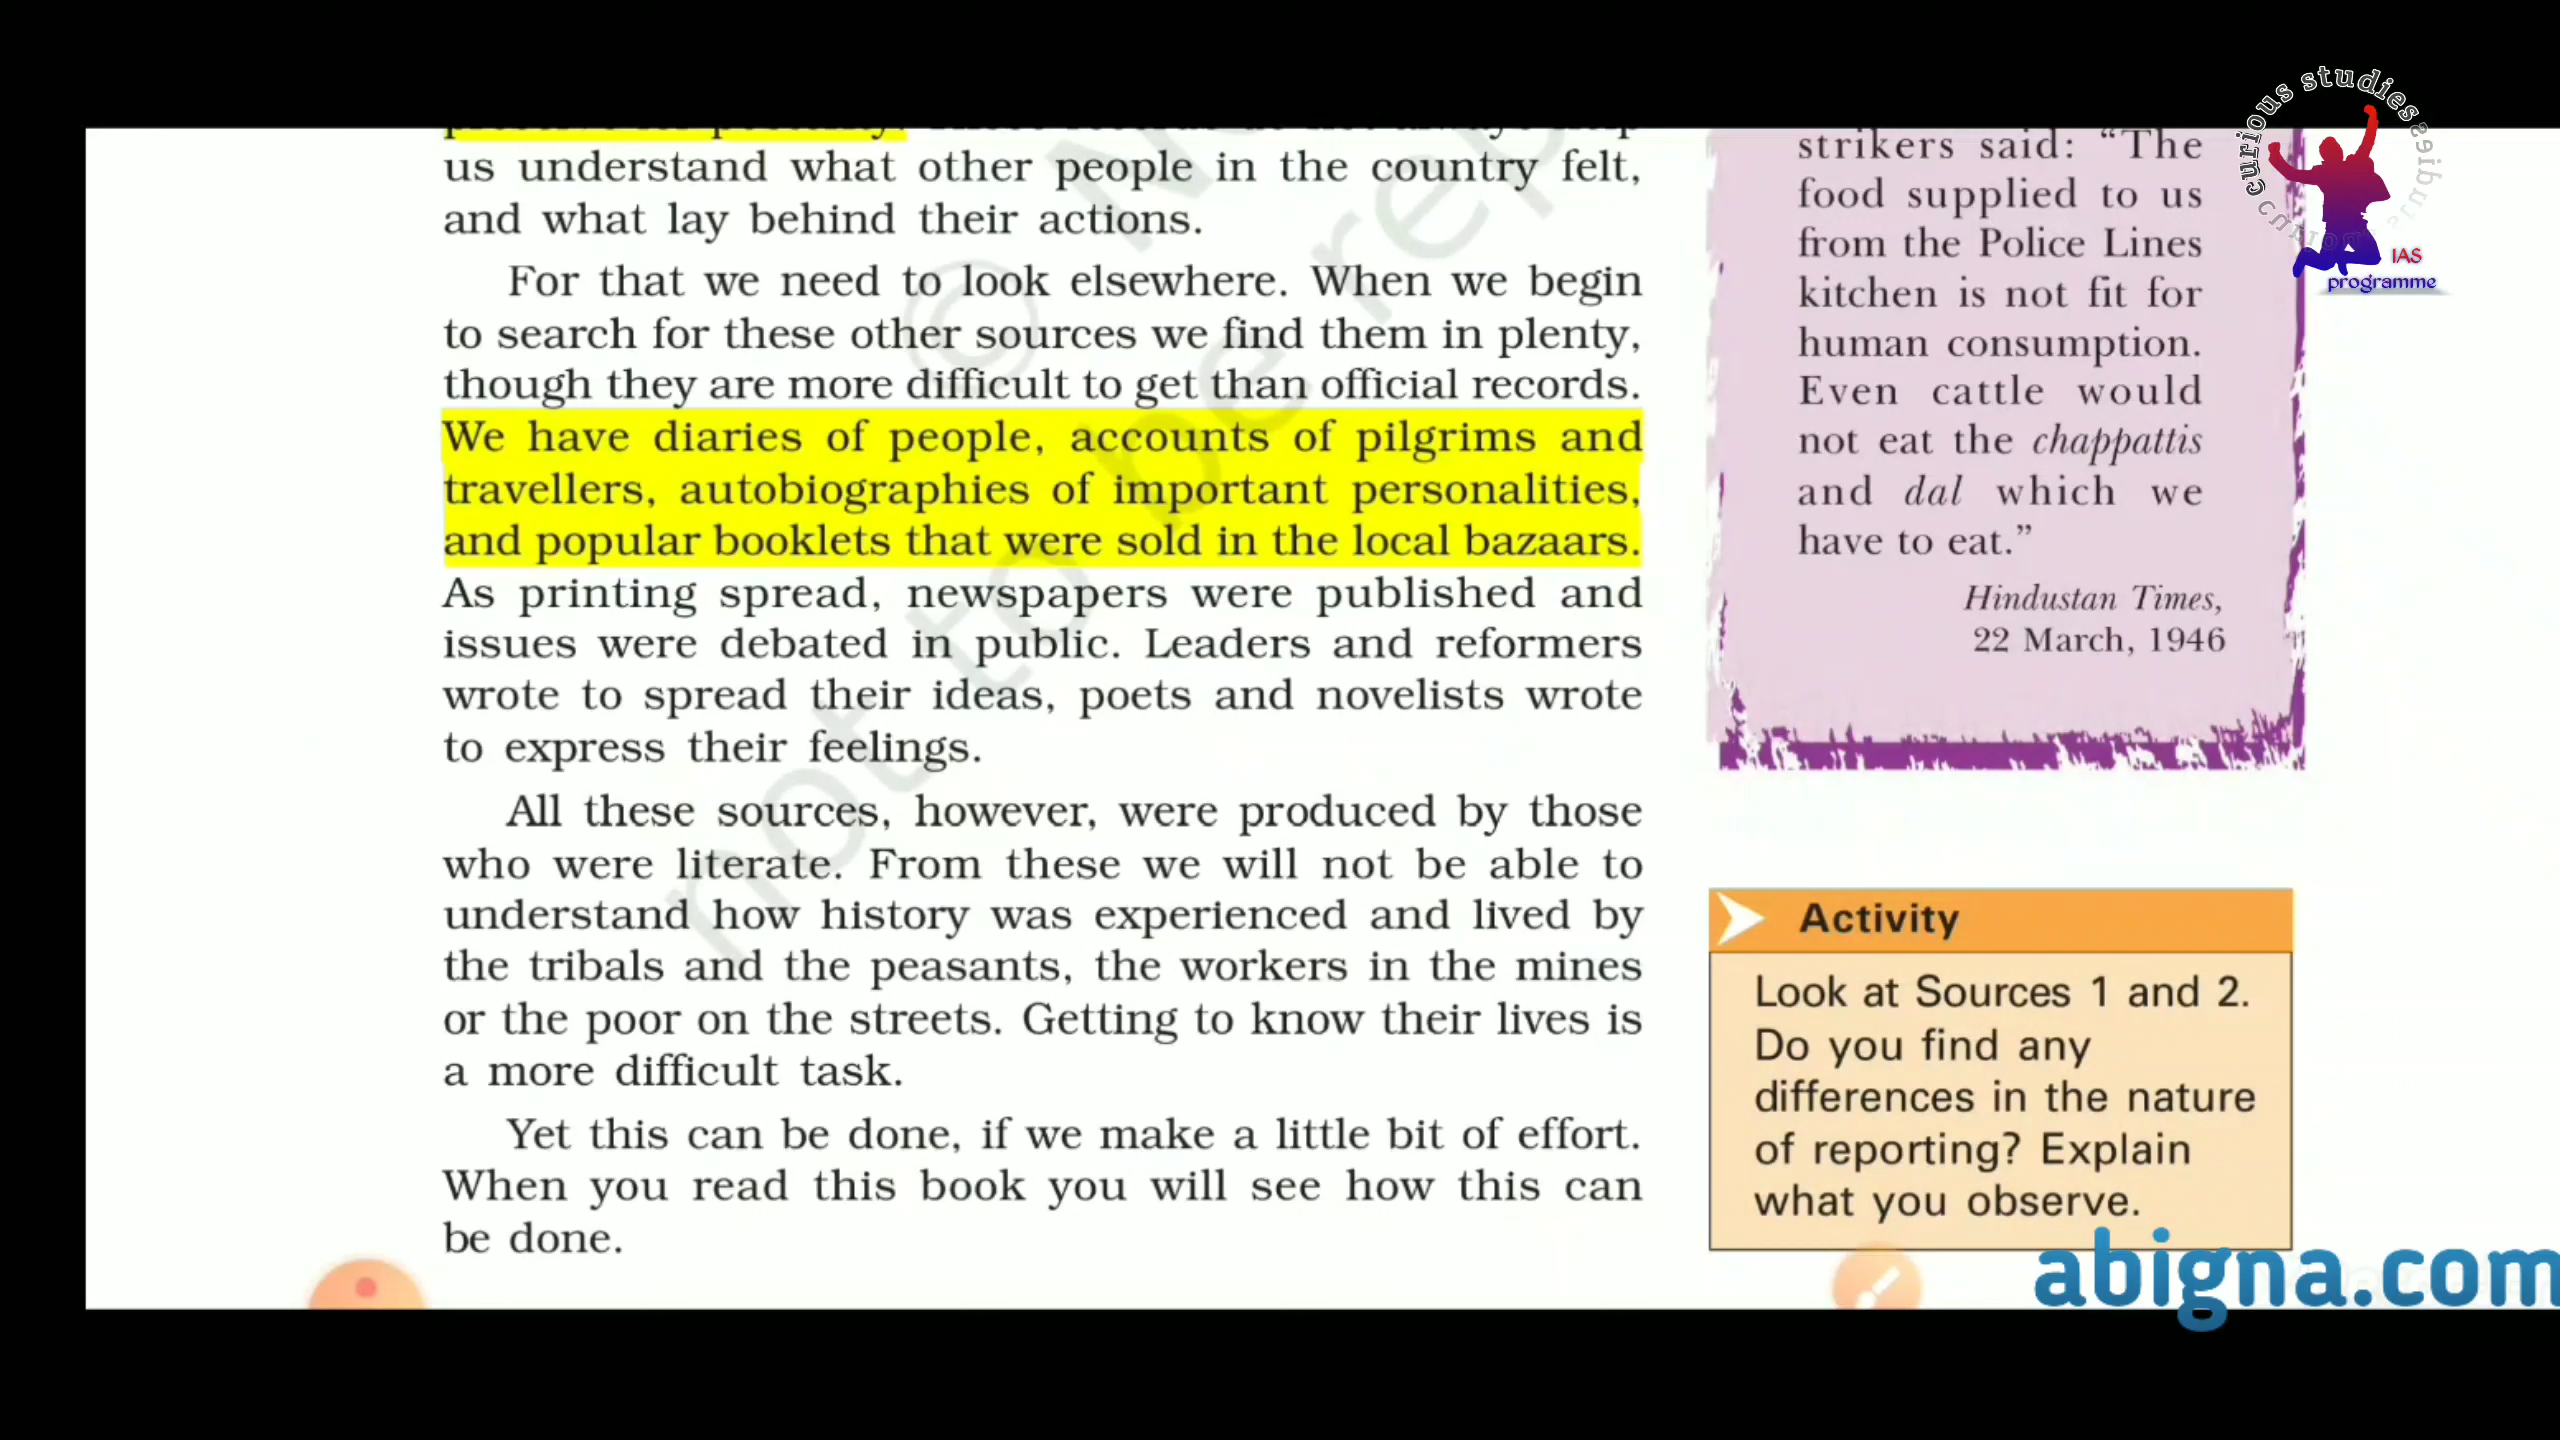 us understand what other people in the country felt,
and what lay behind their actions.
For that we need to look elsewhere. When we begin
to search for these other sources we find them in plenty,
though they are more difficult to get than official records.
We have diaries of people, accounts of pilgrims and
travellers, autobiographies of important personalities,
and popular booklets that were sold in the local bazaars.
As printing spread, newspapers were published and
issues were debated in public. Leaders and reformers
wrote to spread their ideas, poets and novelists wrote
to express their feelings.
All these sources, however, were produced by those
who were literate. From these we will not be able to
understand how history was experienced and lived by
the tribals and the peasants, the workers in the mines
or the poor on the streets. Getting to know their lives is
a more difficult task.
Yet this can be done, if we make a little bit of effort.
When you read this book you will see how this can
be done.
strikers said: “The
food supplied to us
from the Police Lines
kitchen is not fit for
human consumption.
Even cattle would
not eat the chappattis
and dal which we
have to eat.”
Hindustan Times,
22 March, 1946
Activity
Look at Sources 1 and 2.
Do you find any
differences in the nature
of reporting? Explain
what you observe.
curious studies
IAS
programme
abigna.com
not to be rep